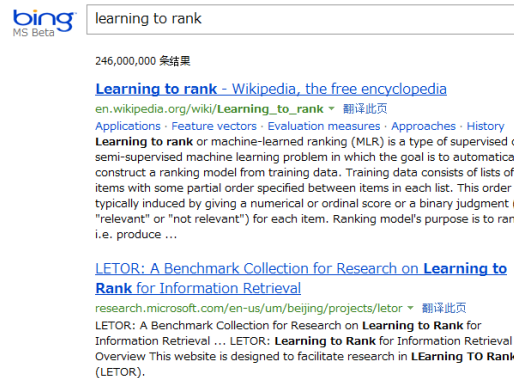 bing
MS Beta
learning to rank
246,000,000 条结果
Learning to rank - Wikipedia, the free encyclopedia
en.wikipedia.org/wiki/Learning_to_rank 翻译此页
Applications · Feature vectors · Evaluation measures · Approaches · History
Learning to rank or machine-learned ranking (MLR) is a type of supervised
semi-supervised machine learning problem in which the goal is to
construct a ranking model from training data. Training data consists of lists of
items with some partial order specified between items in each list. This order
typically induced by giving a numerical or ordinal score or a binary judgment
"relevant" or "not relevant") for each item. Ranking model's purpose is to
i.e. produce ...
LETOR: A Benchmark Collection for Research on Learning to
Rank for Information Retrieval
research.microsoft.com/en-us/um/beijing/projects/letor 翻译此页
LETOR: A Benchmark Collection for Research on Learning to Rank for
Information Retrieval ... LETOR: Learning to Rank for Information Retrieval
Overview This website is designed to facilitate research in LEarning TO Rank
(LETOR).